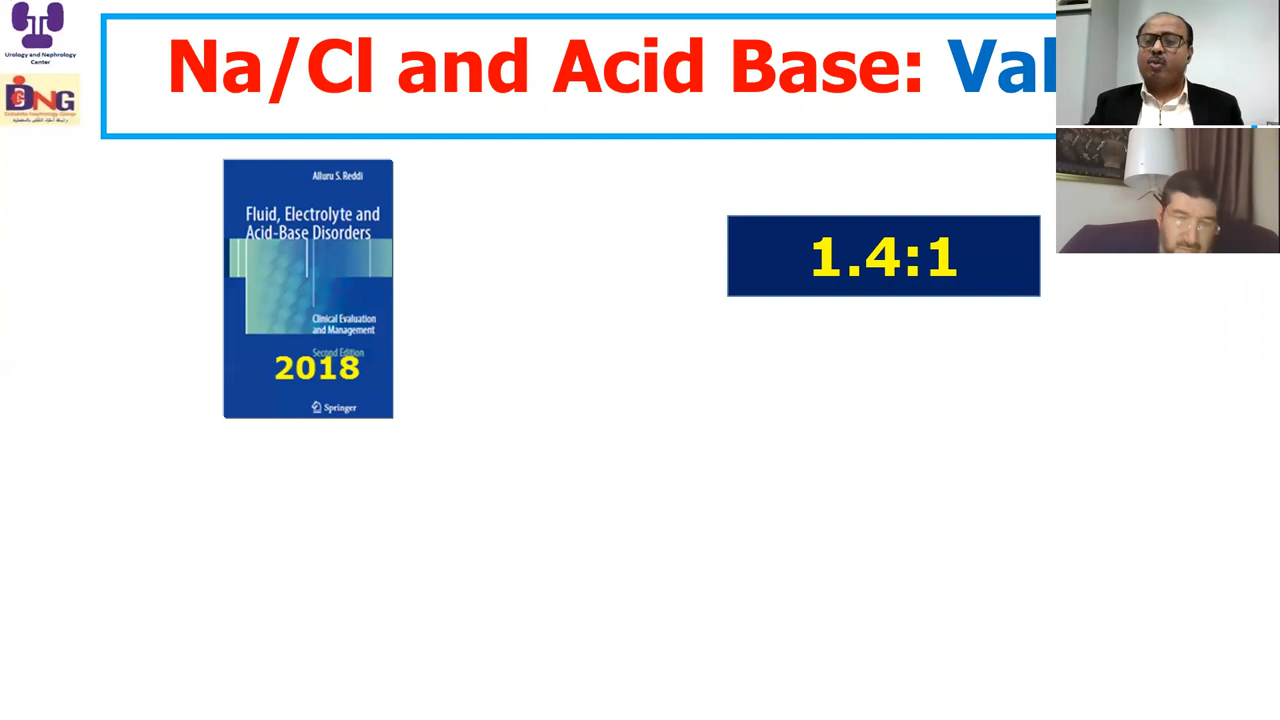 Urology and Nephrology
Center
DNG
Na/Cl and Acid Base: Val
Alluru S. Reddi
Fluid, Electrolyte and
Acid-Base Disorders
Clinical Evaluation
and Management
Second Edition
2018
Springer
1.4:1